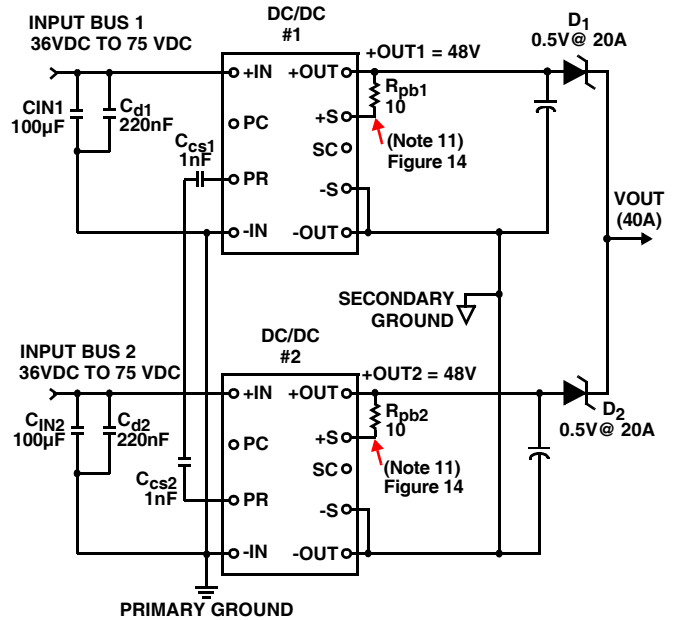 INPUT BUS 1
36VDC TO 75 VDC
CIN1
100µF
Cd1
220nF
DC/DC
#1
+IN
PC
PR
-IN
+OUT
+S
SC
-S
-OUT
Ccs1
1nF
+OUT1 = 48V
Rpb1
10
(Note 11)
Figure 14
D1
0.5V@ 20A
VOUT
(40A)
SECONDARY
GROUND
INPUT BUS 2
36VDC TO 75 VDC
CIN2
100µF
Cd2
220nF
DC/DC
#2
+IN
PC
PR
-IN
+OUT
+S
SC
-S
-OUT
Ccs2
1nF
+OUT2 = 48V
Rpb2
10
(Note 11)
Figure 14
D2
0.5V@ 20A
PRIMARY GROUND